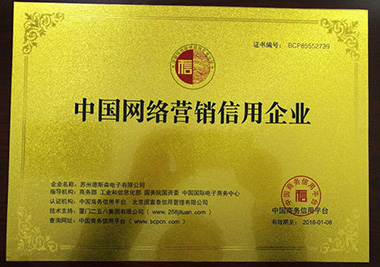 证书编号: BCP85552739
信
中国网络营销信用企业
企业名称: 苏州德斯森电子有限公司
指导机构: 商务部 工业和信息化部 国务院国资委 中国国际电子商务中心
认证机构: 中国商务信用平台 北京国富泰信用管理有限公司
技术支持: 厦门二五八集团有限公司 ( www. 258jituan.com )
查询网址: 中国商务信用平台 ( www. bcpcn. com )
中国商务信用平台
有效期至: 2016-01-08